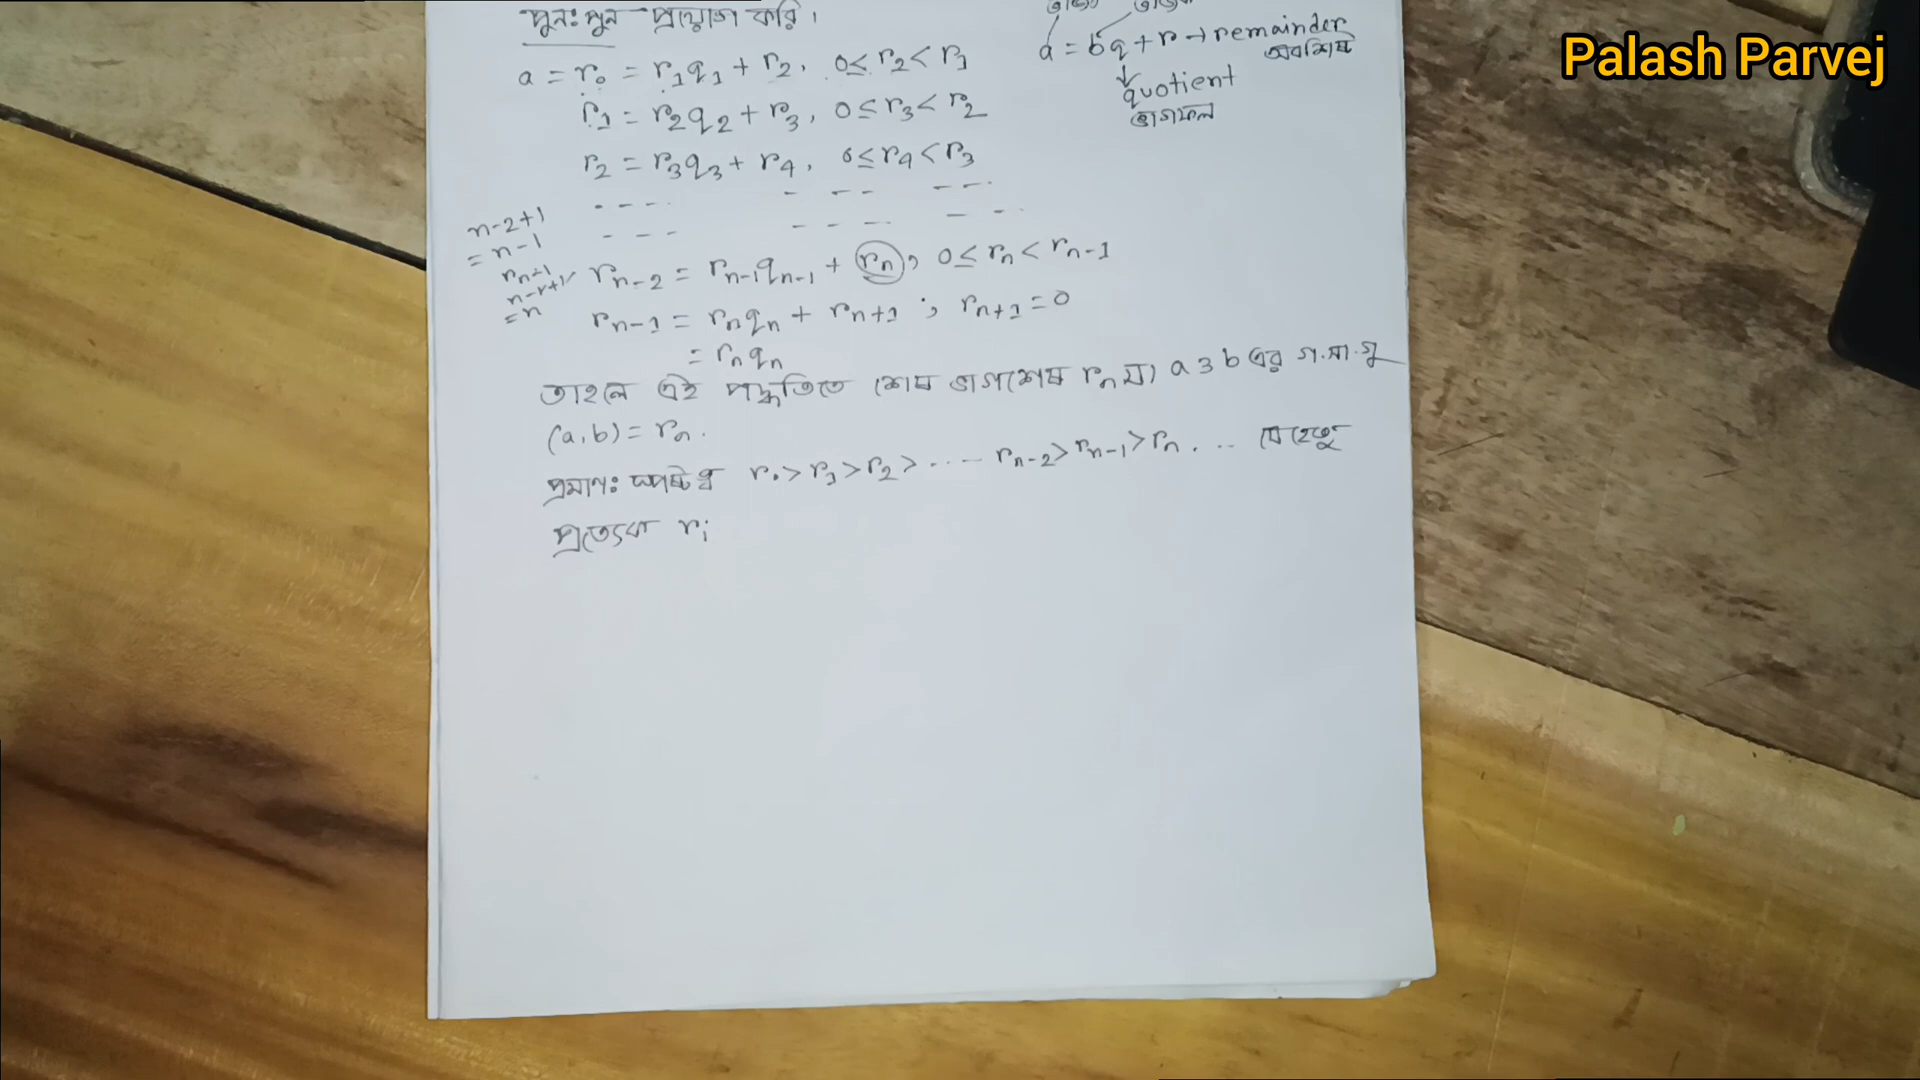 পুনঃপুন প্রয়োগ করি।
a = r₀ = r₁q₁ + r₂, 0≤ r₂ < r₁
r₁ = r₂q₂ + r₃, 0 ≤ r₃ < r₂
r₂ = r₃q₃ + r₄, 0 ≤ r₄ < r₃
a = bq + r → remainder
অবশিষ্ট
quotient
ভাগফল
n-2+1
= n-1
rₙ₋₁
= n
rₙ₋₂ = rₙ₋₁qₙ₋₁ + rₙ, 0 ≤ rₙ < rₙ₋₁
rₙ₋₁ = rₙqₙ + rₙ₊₁ ; rₙ₊₁ = 0
= rₙqₙ
তাহলে এই পদ্ধতিতে শেষ ভাগশেষ rₙ যা a ও b এর গ.সা.গু
(a,b) = rₙ.
প্রমাণঃ স্পষ্টত্ব r₀ > r₁ > r₂ > ..... rₙ₋₂ > rₙ₋₁ > rₙ . ... যেহেতু
প্রত্যেক rᵢ
Palash Parvej